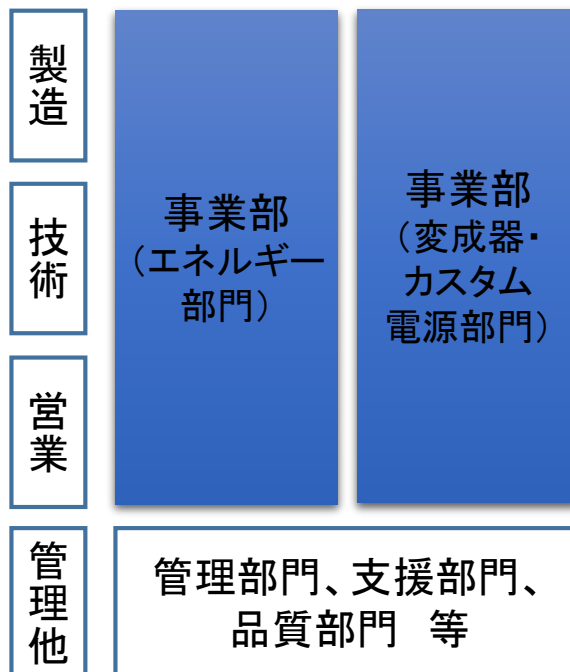 製造
技術
営業
管理他
事業部
(エネルギー
部門)
事業部
(変成器・
カスタム
電源部門)
管理部門、支援部門、
品質部門　等